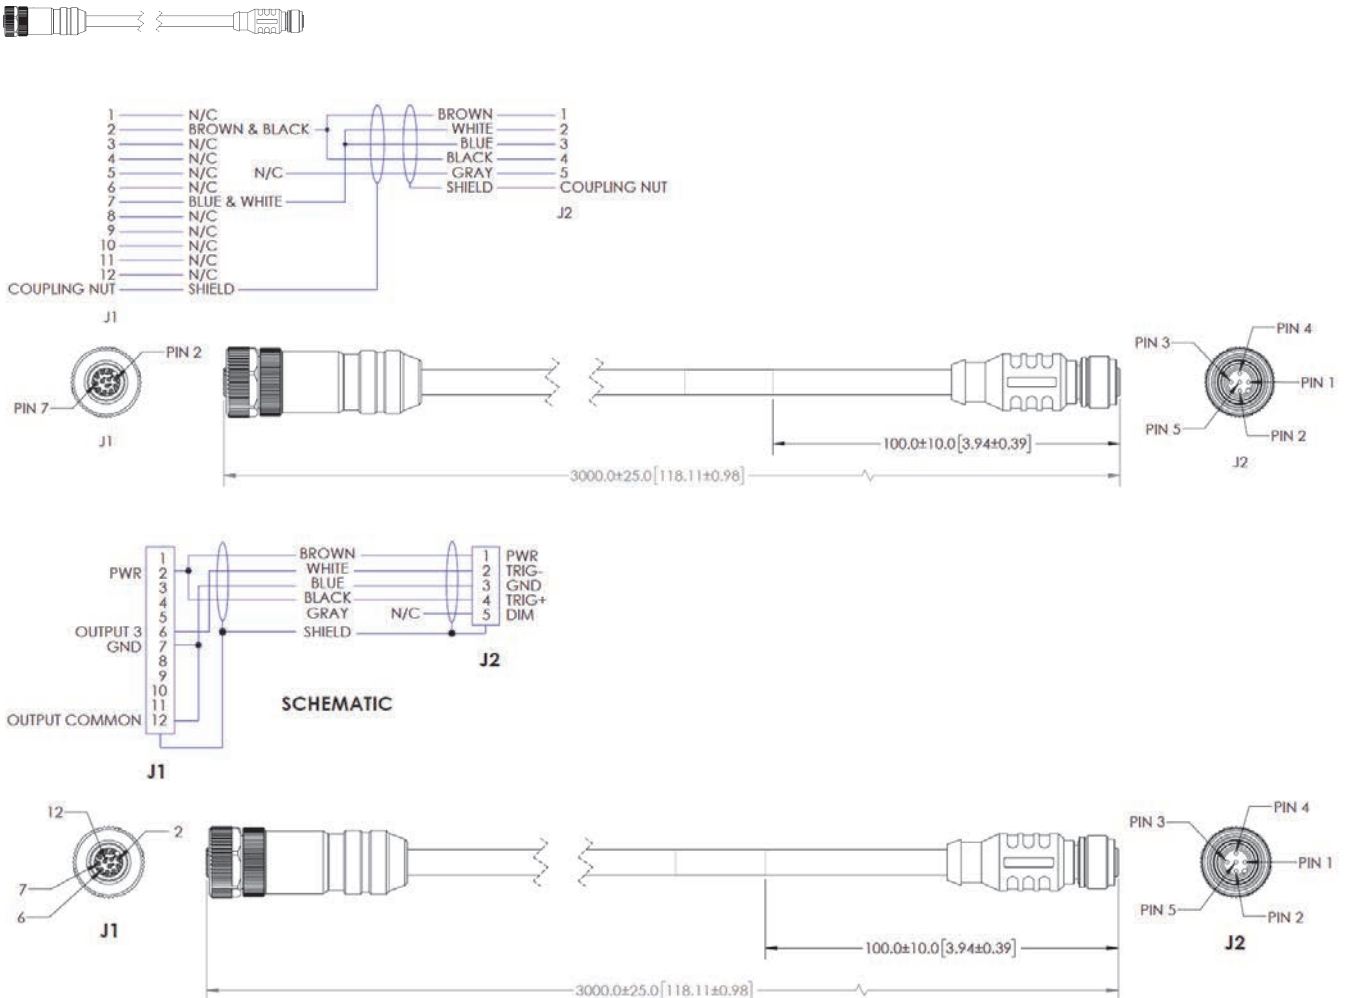 1 N/C BROWN 1
2 BROWN & BLACK WHITE 2
3 N/C BLUE 3
4 N/C BLACK 4
5 N/C N/C GRAY 5
6 N/C SHIELD COUPLING NUT
7 BLUE & WHITE
8 N/C J2
9 N/C
10 N/C
11 N/C
12 N/C
COUPLING NUT SHIELD
J1
PIN 2
PIN 7
J1
PIN 4
PIN 3
PIN 1
PIN 5
PIN 2
J2
100.0±10.0[3.94±0.39]
3000.0±25.0[118.11±0.98]
1 BROWN 1 PWR
PWR 2 WHITE 2 TRIG-
3 BLUE 3 GND
4 BLACK 4 TRIG+
5 GRAY N/C 5 DIM
OUTPUT 3 6 SHIELD
GND 7
8 J2
9
10
11
OUTPUT COMMON 12
SCHEMATIC
J1
12
2
7
6
J1
PIN 4
PIN 3
PIN 1
PIN 5
PIN 2
J2
100.0±10.0[3.94±0.39]
3000.0±25.0[118.11±0.98]